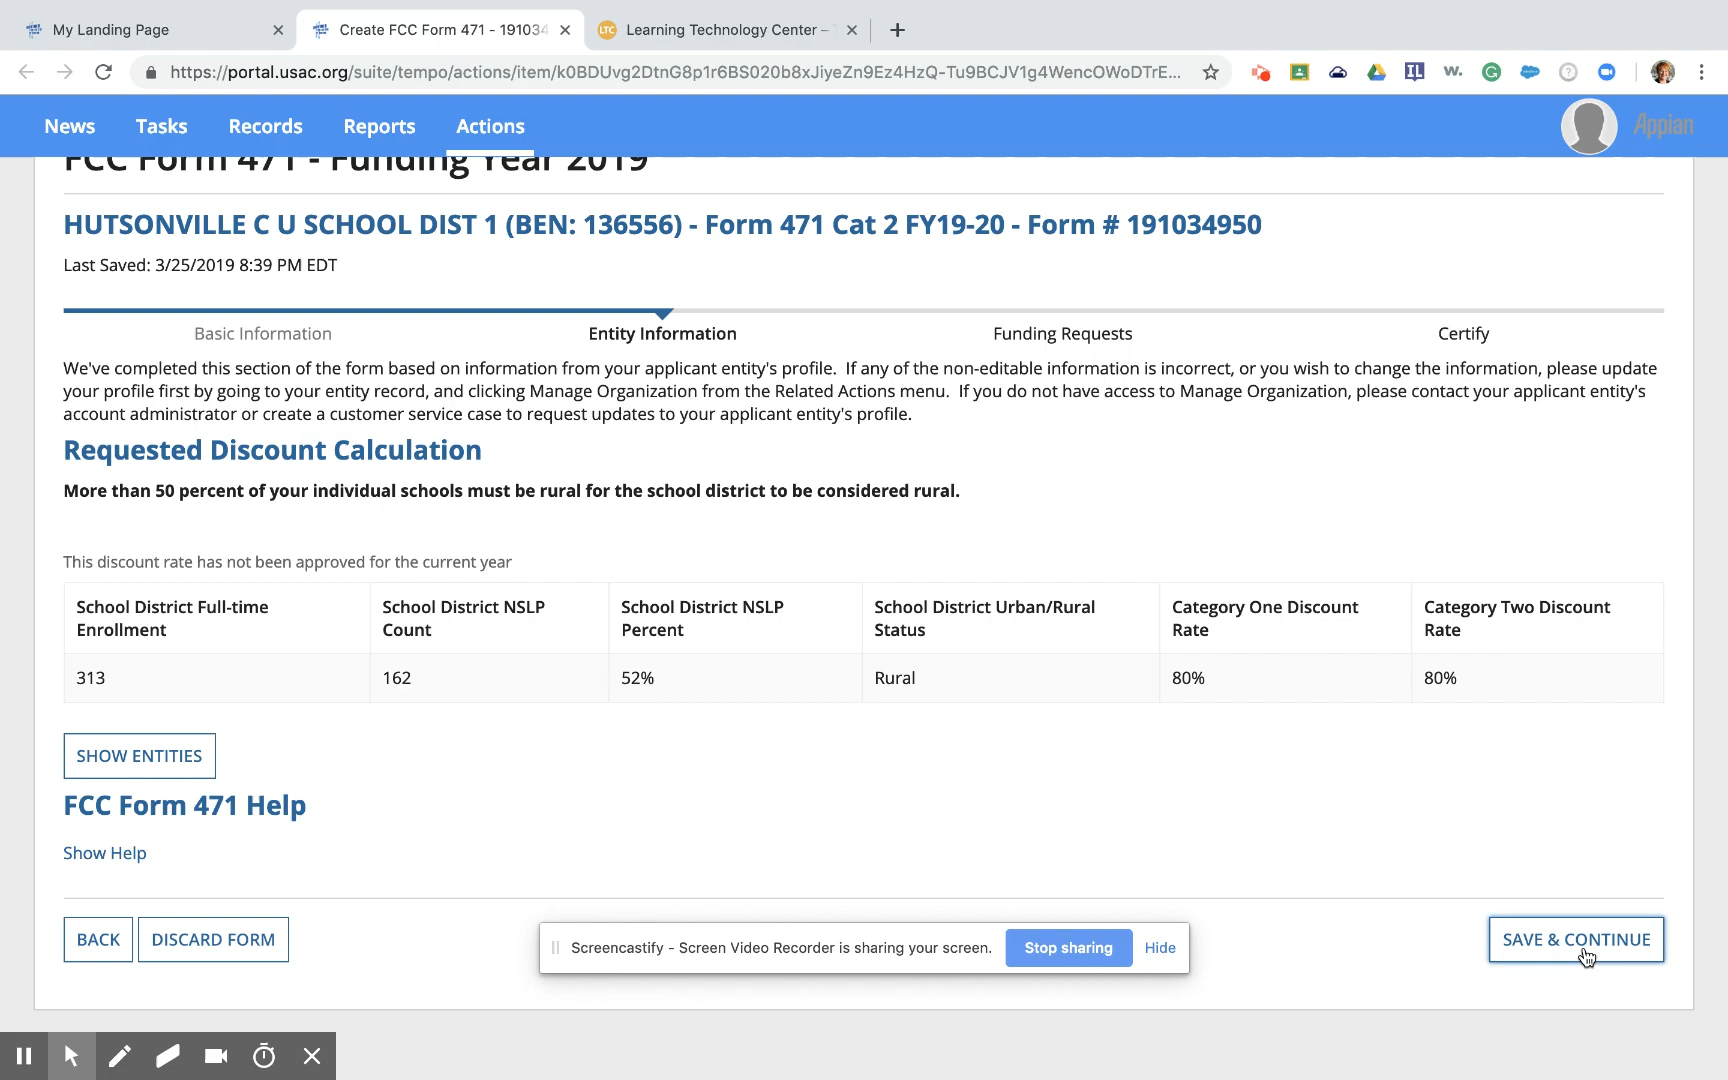 My Landing Page
Create FCC Form 471 - 191034
LTC Learning Technology Center –
https://portal.usac.org/suite/tempo/actions/item/k0BDUvg2DtnG8p1r6BS020b8xJiyeZn9Ez4HzQ-Tu9BCJV1g4WencOWoDTrE...
IL w. G ?
News Tasks Records Reports Actions
Appian
FCC Form 471 - Funding Year 2019
HUTSONVILLE C U SCHOOL DIST 1 (BEN: 136556) - Form 471 Cat 2 FY19-20 - Form # 191034950
Last Saved: 3/25/2019 8:39 PM EDT
Basic Information Entity Information Funding Requests Certify
We've completed this section of the form based on information from your applicant entity's profile. If any of the non-editable information is incorrect, or you wish to change the information, please update
your profile first by going to your entity record, and clicking Manage Organization from the Related Actions menu. If you do not have access to Manage Organization, please contact your applicant entity's
account administrator or create a customer service case to request updates to your applicant entity's profile.
Requested Discount Calculation
More than 50 percent of your individual schools must be rural for the school district to be considered rural.
This discount rate has not been approved for the current year
School District Full-time Enrollment School District NSLP Count School District NSLP Percent School District Urban/Rural Status Category One Discount Rate Category Two Discount Rate
313 162 52% Rural 80% 80%
SHOW ENTITIES
FCC Form 471 Help
Show Help
BACK DISCARD FORM SAVE & CONTINUE
Screencastify - Screen Video Recorder is sharing your screen. Stop sharing Hide